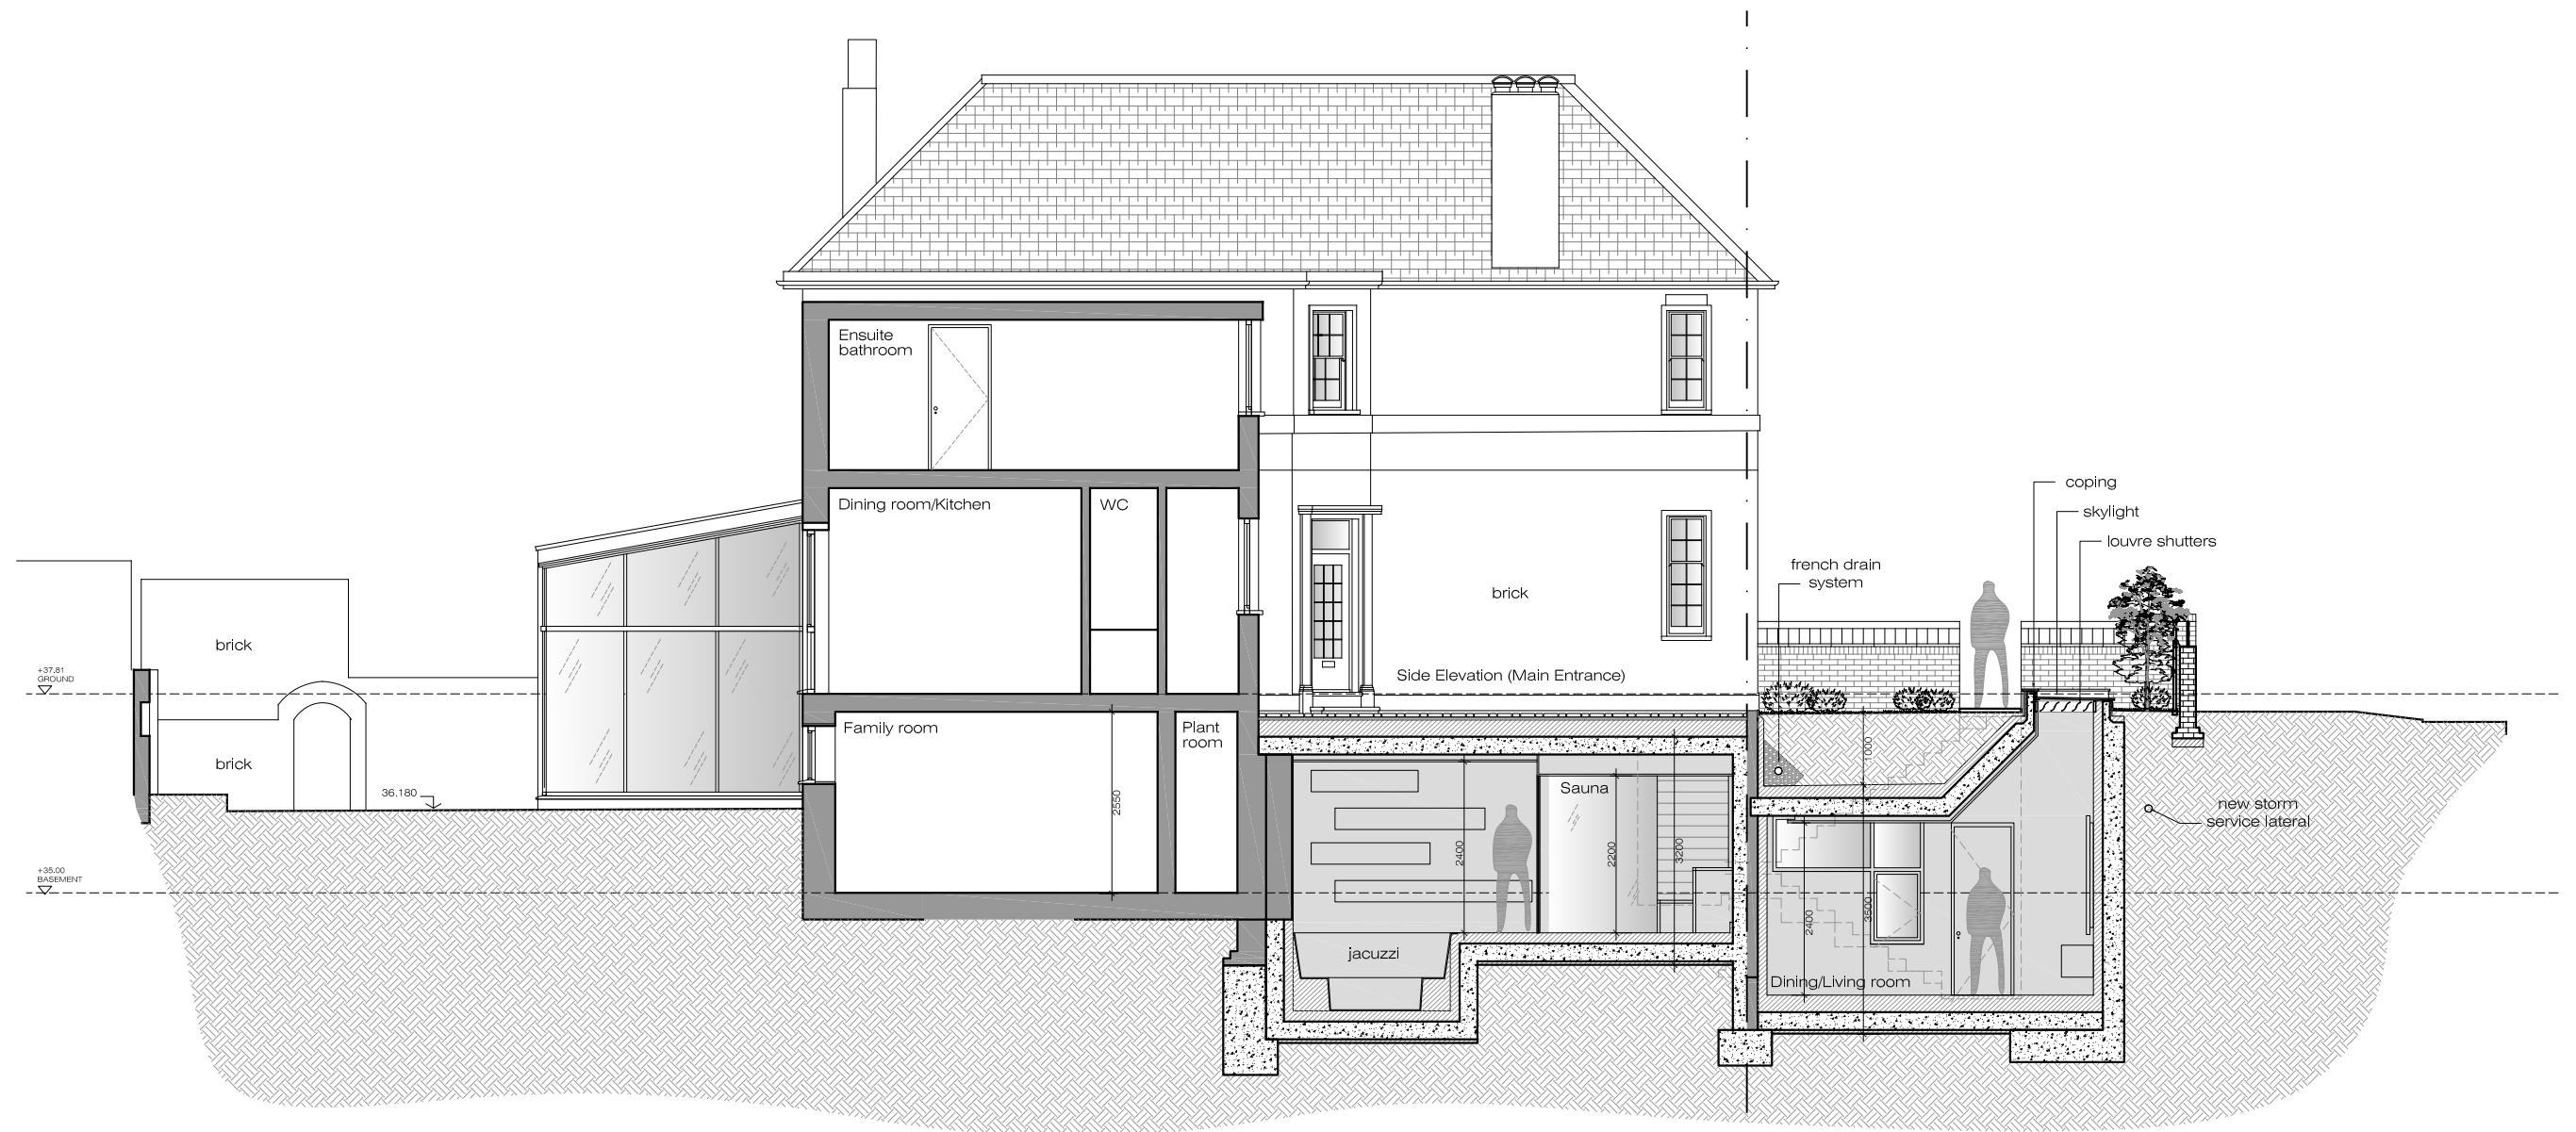 Ensuite
bathroom
Dining room/Kitchen
WC
coping
skylight
louvre shutters
french drain
system
brick
brick
Side Elevation (Main Entrance)
+37.81
GROUND
Family room
Plant
room
brick
36.180
2550
1000
Sauna
new storm
service lateral
2400
2200
3200
+35.00
BASEMENT
2400
3500
jacuzzi
Dining/Living room